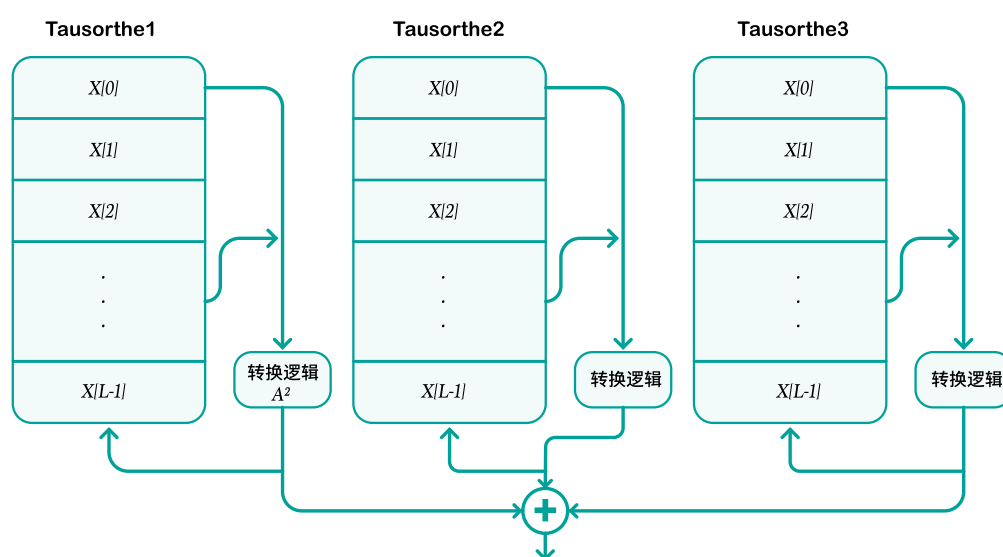 Tausorthe1
X[0]
X[1]
X[2]
.
.
.
X[L-1]
转换逻辑
A²
Tausorthe2
X[0]
X[1]
X[2]
.
.
.
X[L-1]
转换逻辑
Tausorthe3
X[0]
X[1]
X[2]
.
.
.
X[L-1]
转换逻辑
+